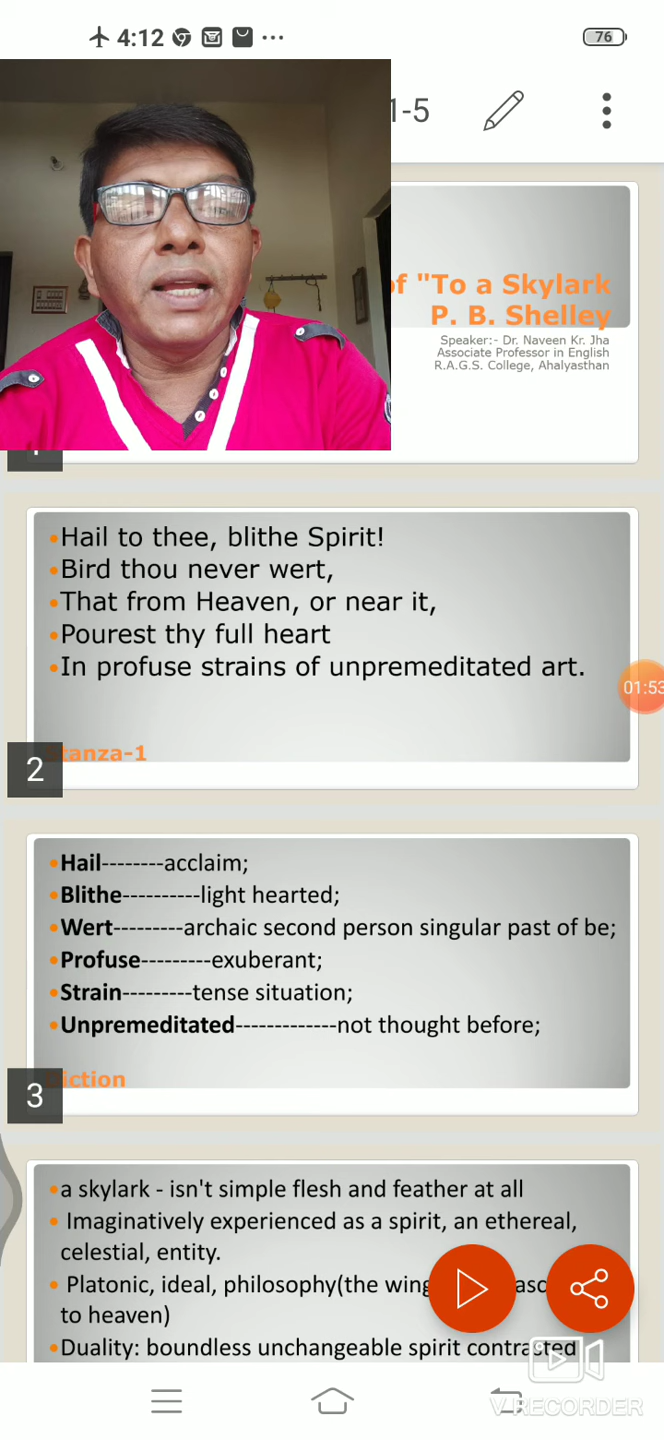 4:12
76
1-5
of "To a Skylark
P. B. Shelley
Speaker:- Dr. Naveen Kr. Jha
Associate Professor in English
R.A.G.S. College, Ahalyasthan
1
•Hail to thee, blithe Spirit!
•Bird thou never wert,
•That from Heaven, or near it,
•Pourest thy full heart
•In profuse strains of unpremeditated art.
01:53
tanza-1
2
•Hail--------acclaim;
•Blithe----------light hearted;
•Wert---------archaic second person singular past of be;
•Profuse---------exuberant;
•Strain---------tense situation;
•Unpremeditated-------------not thought before;
iction
3
•a skylark - isn't simple flesh and feather at all
• Imaginatively experienced as a spirit, an ethereal,
celestial, entity.
• Platonic, ideal, philosophy(the wing asc
to heaven)
•Duality: boundless unchangeable spirit contrasted
V RECORDER